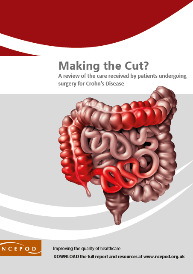 Making the Cut?
A review of the care received by patients undergoing
surgery for Crohn's Disease
NCEPOD
Improving the quality of healthcare
DOWNLOAD the full report and resources at www.ncepod.org.uk